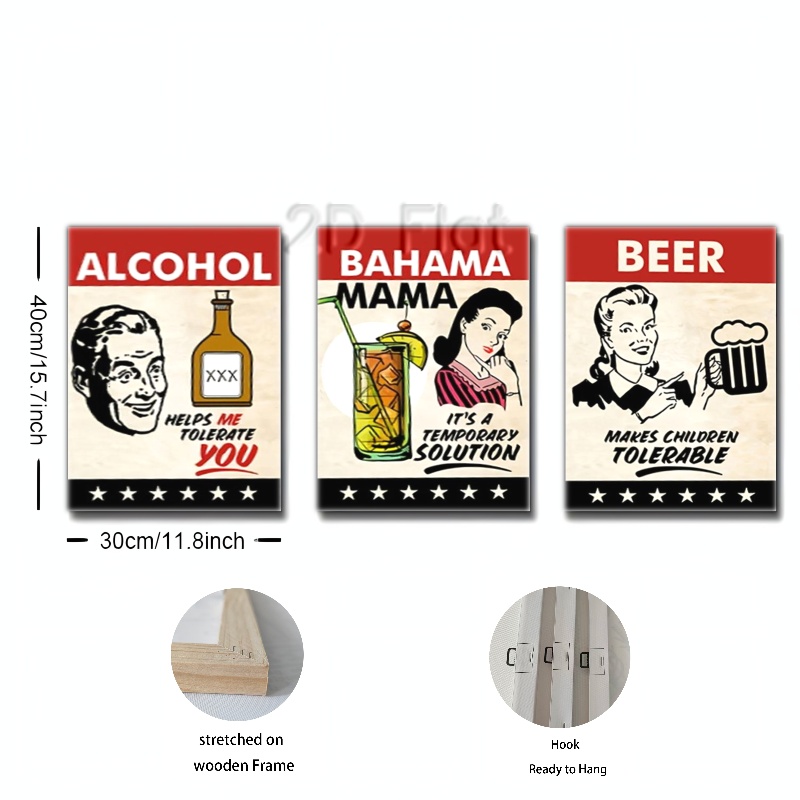 2D Flat
ALCOHOL
XXX
HELPS ME
TOLERATE
YOU
BAHAMA
MAMA
IT'S A
TEMPORARY
SOLUTION
BEER
MAKES CHILDREN
TOLERABLE
40cm/15.7inch
30cm/11.8inch
stretched on
wooden Frame
Hook
Ready to Hang